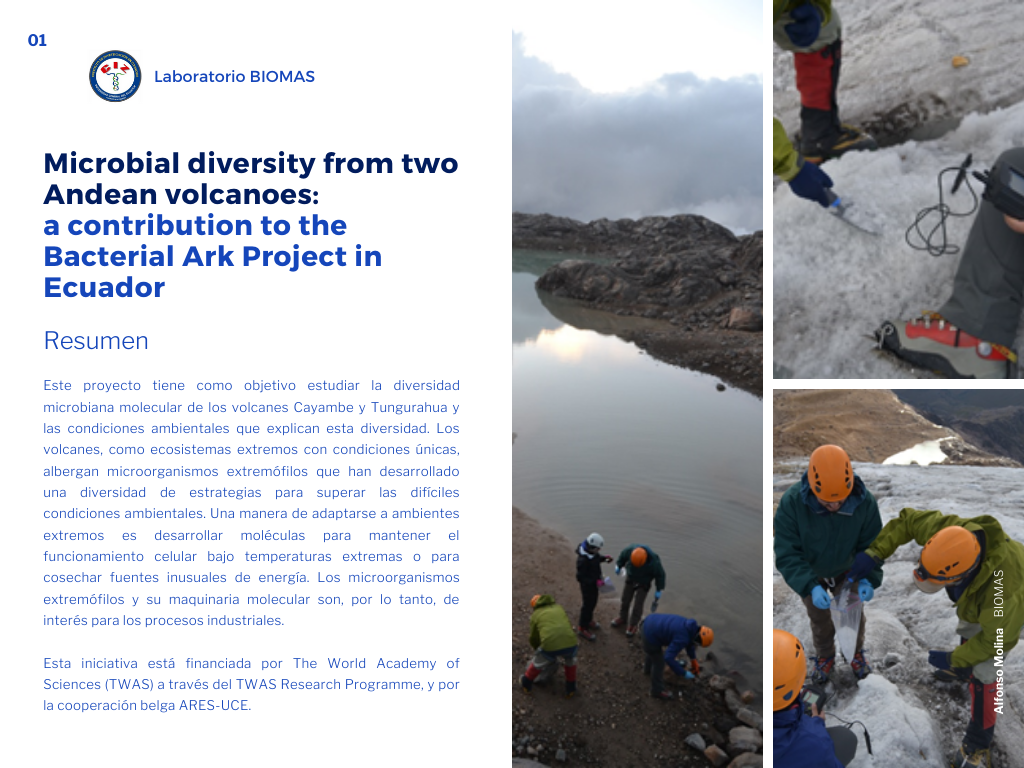 01
Laboratorio BIOMAS
Microbial diversity from two
Andean volcanoes:
a contribution to the
Bacterial Ark Project in
Ecuador
Resumen
Este proyecto tiene como objetivo estudiar la diversidad
microbiana molecular de los volcanes Cayambe y Tungurahua y
las condiciones ambientales que explican esta diversidad. Los
volcanes, como ecosistemas extremos con condiciones únicas,
albergan microorganismos extremófilos que han desarrollado
una diversidad de estrategias para superar las difíciles
condiciones ambientales. Una manera de adaptarse a ambientes
extremos es desarrollar moléculas para mantener el
funcionamiento celular bajo temperaturas extremas o para
cosechar fuentes inusuales de energía. Los microorganismos
extremófilos y su maquinaria molecular son, por lo tanto, de
interés para los procesos industriales.
Esta iniciativa está financiada por The World Academy of
Sciences (TWAS) a través del TWAS Research Programme, y por
la cooperación belga ARES-UCE.
Alfonso Molina BIOMAS